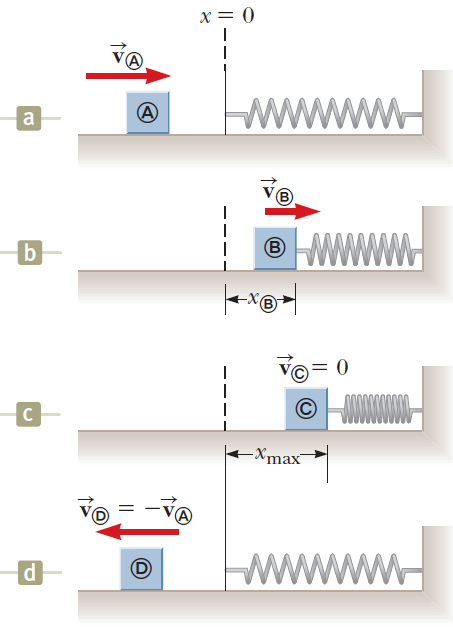 x = 0
v⃗Ⓐ
Ⓐ
a
v⃗Ⓑ
Ⓑ
b
xⒷ
v⃗Ⓒ = 0
Ⓒ
c
xmax
v⃗Ⓓ = −v⃗Ⓐ
Ⓓ
d